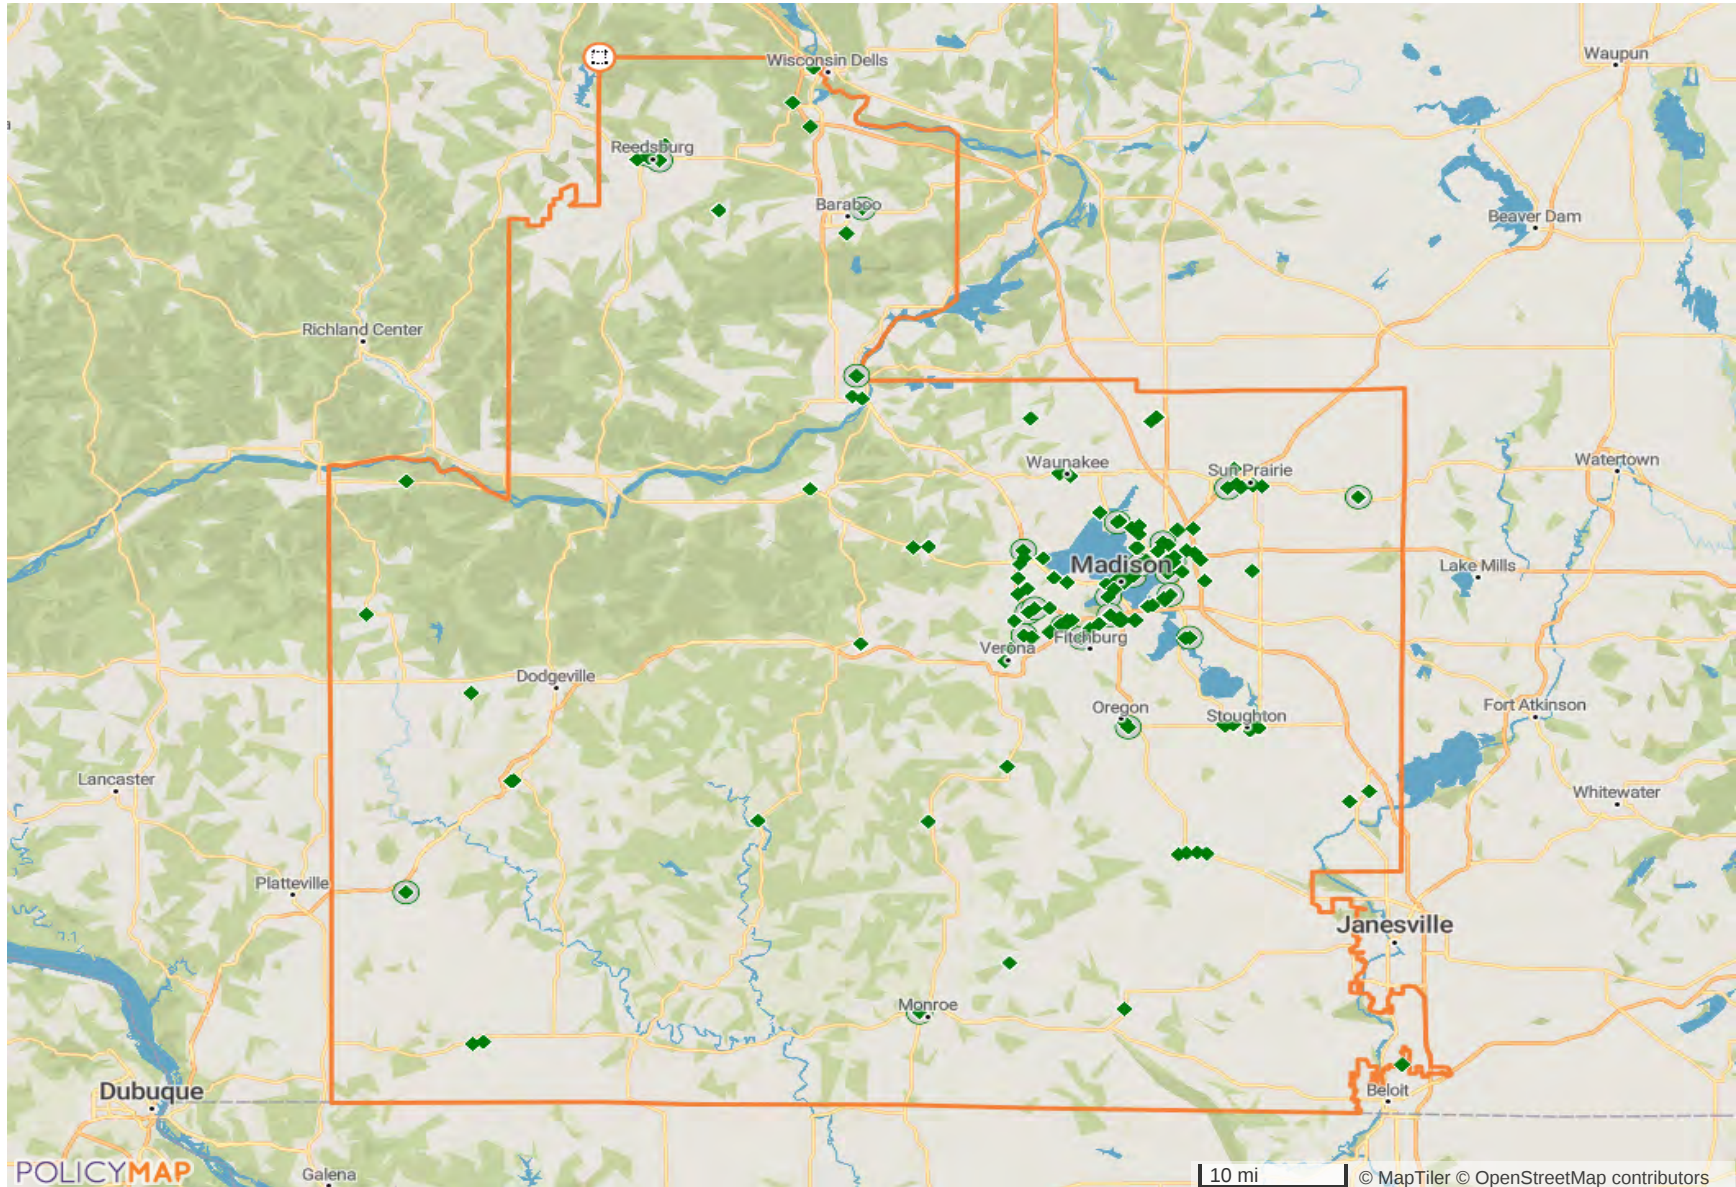 Wisconsin Dells
Waupun
Reedsburg
Baraboo
Beaver Dam
Richland Center
Waunakee
Sun Prairie
Watertown
Madison
Lake Mills
Verona
Fitchburg
Dodgeville
Oregon
Stoughton
Fort Atkinson
Lancaster
Whitewater
Platteville
Janesville
Monroe
Dubuque
Beloit
POLICYMAP
Galena
10 mi
© MapTiler © OpenStreetMap contributors